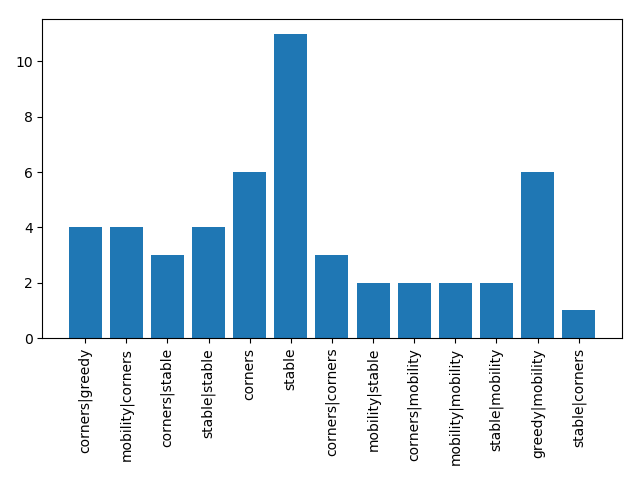 10
8
6
4
2
0
corners|greedy
mobility|corners
corners|stable
stable|stable
corners
stable
corners|corners
mobility|stable
corners|mobility
mobility|mobility
stable|mobility
greedy|mobility
stable|corners